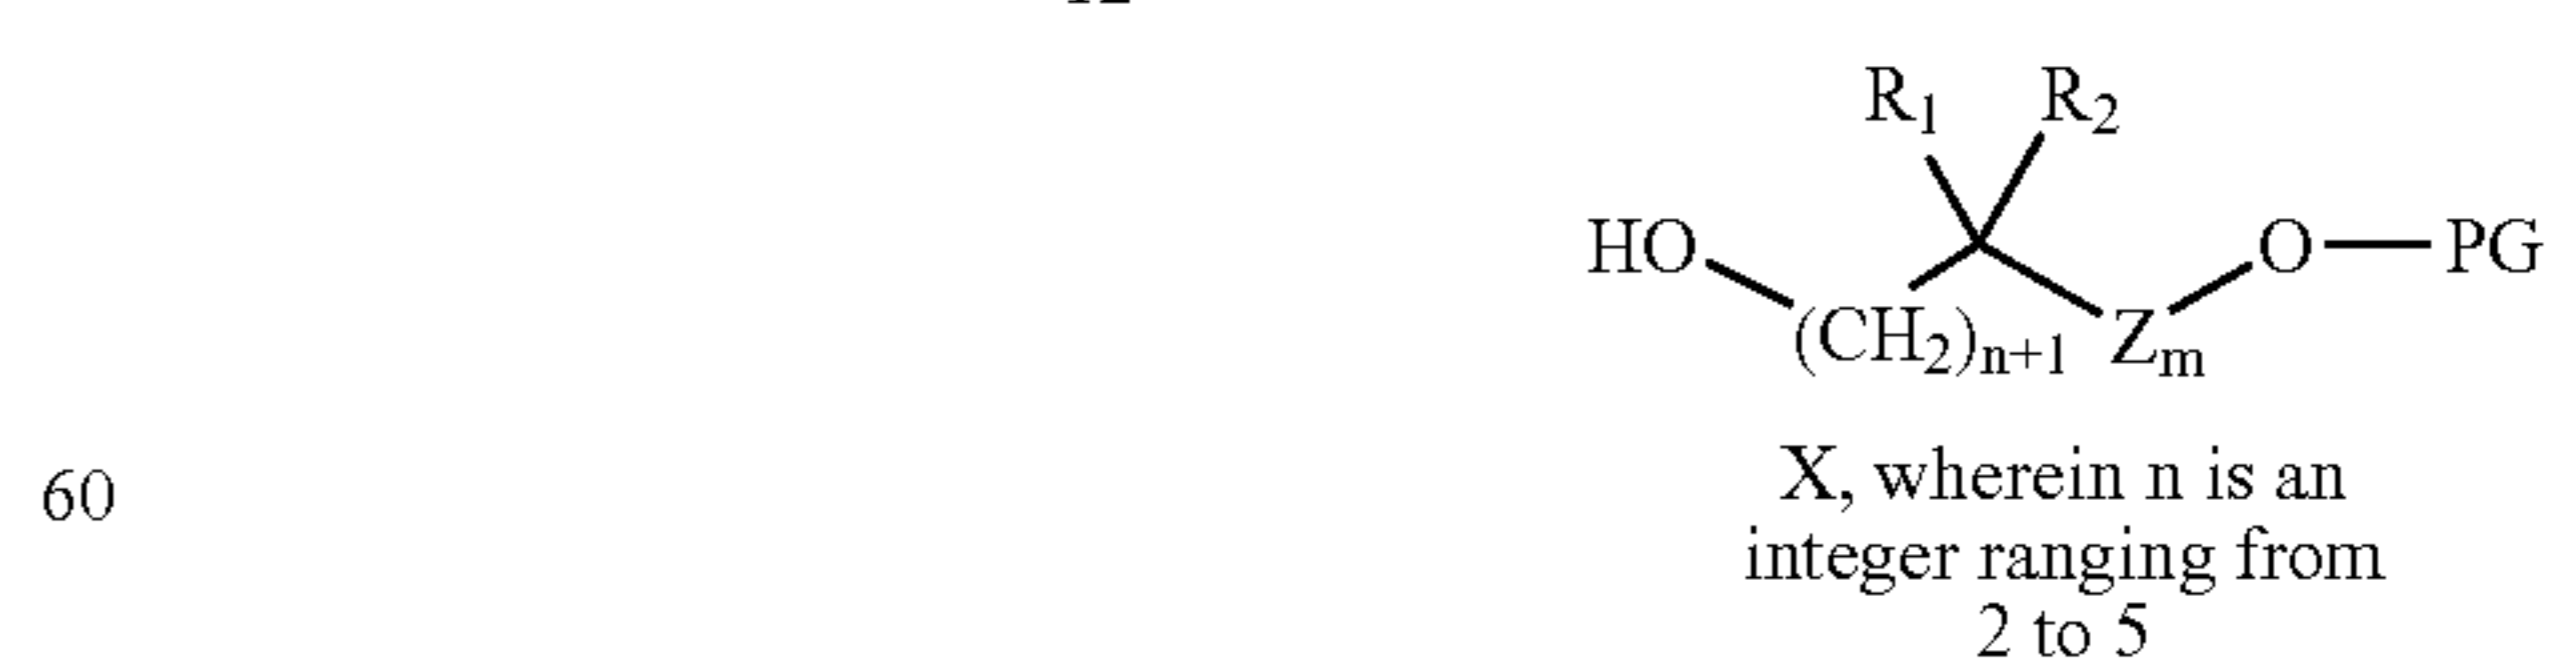 R1 R2
HO O PG
(CH2)n+1 Zm
X, wherein n is an
60
integer ranging from
2 to 5